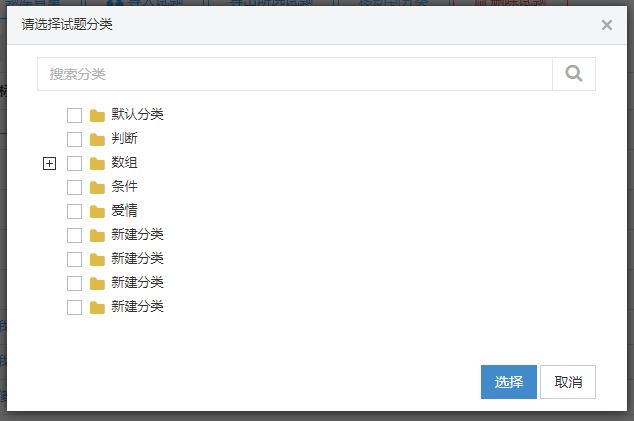 请选择试题分类
×
搜索分类
默认分类
判断
数组
条件
爱情
新建分类
新建分类
新建分类
新建分类
选择 取消